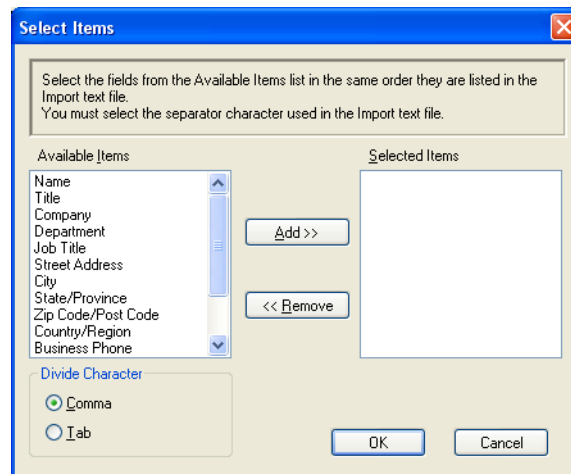 Select Items
Select the fields from the Available Items list in the same order they are listed in the
Import text file.
You must select the separator character used in the Import text file.
Available Items
Selected Items
Name
Title
Company
Department
Job Title
Street Address
City
State/Province
Zip Code/Post Code
Country/Region
Business Phone
Add >>
<< Remove
Divide Character
Comma
Tab
OK
Cancel